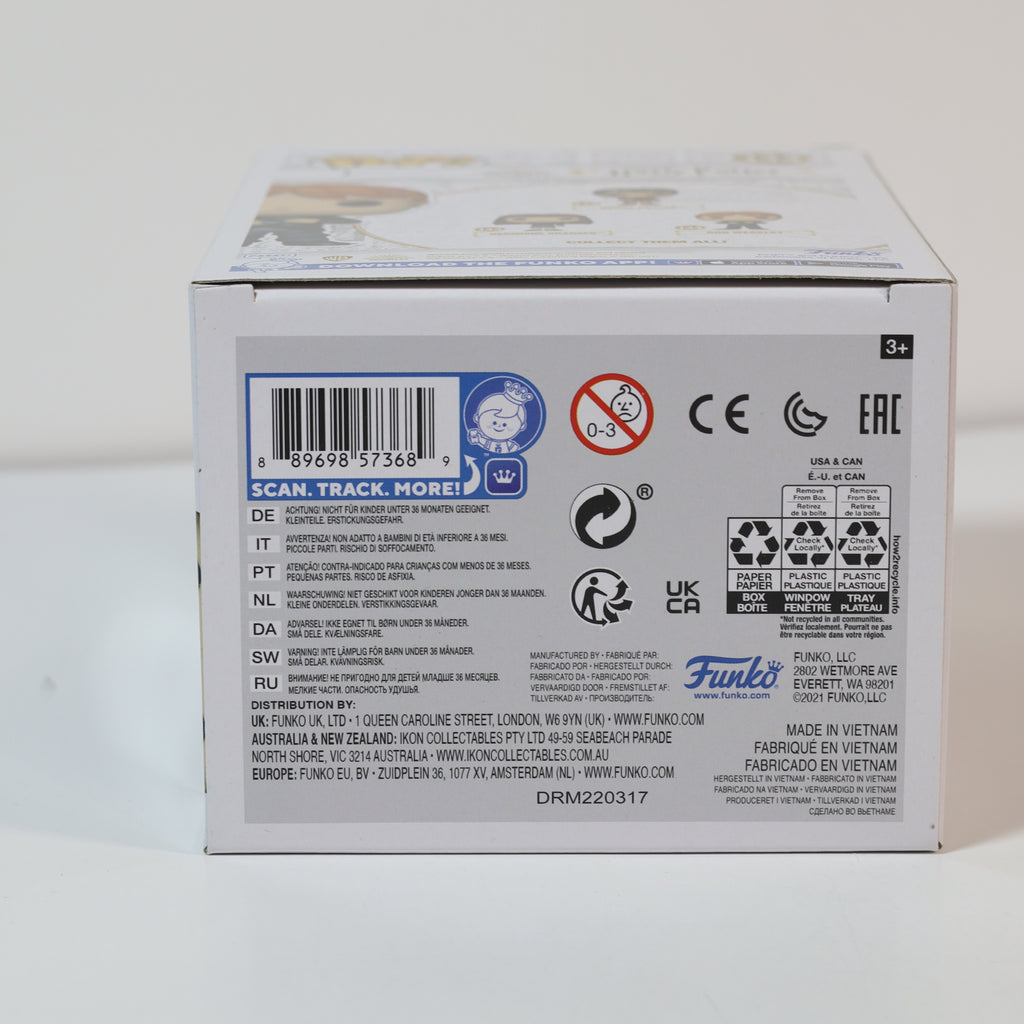 COLLECT THEM ALL!
Funko
DOWNLOAD THE FUNKO APP!
3+
8 89698 57368 9
SCAN. TRACK. MORE!
0-3
CE
EAC
®
UK
CA
USA & CAN
É.-U. et CAN
Remove From Box
Retirez de la boîte
Remove From Box
Retirez de la boîte
Check Locally*
Check Locally*
PAPER
PAPIER
PLASTIC
PLASTIQUE
PLASTIC
PLASTIQUE
BOX
BOÎTE
WINDOW
FENÊTRE
TRAY
PLATEAU
how2recycle.info
*Not recycled in all communities.
Vérifiez localement. Pourrait ne pas
être recyclable dans votre région.
DE ACHTUNG! NICHT FÜR KINDER UNTER 36 MONATEN GEEIGNET.
KLEINTEILE. ERSTICKUNGSGEFAHR.
IT AVVERTENZA! NON ADATTO A BAMBINI DI ETÀ INFERIORE A 36 MESI.
PICCOLE PARTI. RISCHIO DI SOFFOCAMENTO.
PT ATENÇÃO! CONTRA-INDICADO PARA CRIANÇAS COM MENOS DE 36 MESES.
PEQUENAS PARTES. RISCO DE ASFIXIA.
NL WAARSCHUWING! NIET GESCHIKT VOOR KINDEREN JONGER DAN 36 MAANDEN.
KLEINE ONDERDELEN. VERSTIKKINGSGEVAAR.
DA ADVARSEL! IKKE EGNET TIL BØRN UNDER 36 MÅNEDER.
SMÅ DELE. KVÆLNINGSFARE.
SW VARNING! INTE LÄMPLIG FÖR BARN UNDER 36 MÅNADER.
SMÅ DELAR. KVÄVNINGSRISK.
RU ВНИМАНИЕ! НЕ ПРИГОДНО ДЛЯ ДЕТЕЙ МЛАДШЕ 36 МЕСЯЦЕВ.
МЕЛКИЕ ЧАСТИ. ОПАСНОСТЬ УДУШЬЯ.
MANUFACTURED BY • FABRIQUÉ PAR:
FABRICADO POR • HERGESTELLT DURCH:
FABBRICATO DA • FABRICADO POR:
VERVAARDIGD DOOR • FREMSTILLET AF:
TILLVERKAD AV • ПРОИЗВОДИТЕЛЬ:
Funko®
www.funko.com
FUNKO, LLC
2802 WETMORE AVE
EVERETT, WA 98201
©2021 FUNKO,LLC
DISTRIBUTION BY:
UK: FUNKO UK, LTD • 1 QUEEN CAROLINE STREET, LONDON, W6 9YN (UK) • WWW.FUNKO.COM
AUSTRALIA & NEW ZEALAND: IKON COLLECTABLES PTY LTD 49-59 SEABEACH PARADE
NORTH SHORE, VIC 3214 AUSTRALIA • WWW.IKONCOLLECTABLES.COM.AU
EUROPE: FUNKO EU, BV • ZUIDPLEIN 36, 1077 XV, AMSTERDAM (NL) • WWW.FUNKO.COM
DRM220317
MADE IN VIETNAM
FABRIQUÉ EN VIETNAM
FABRICADO EN VIETNAM
HERGESTELLT IN VIETNAM • FABBRICATO IN VIETNAM
FABRICADO NA VIETNAM • VERVAARDIGD IN VIETNAM
PRODUCERET I VIETNAM • TILLVERKAD I VIETNAM
СДЕЛАНО ВО ВЬЕТНАМЕ